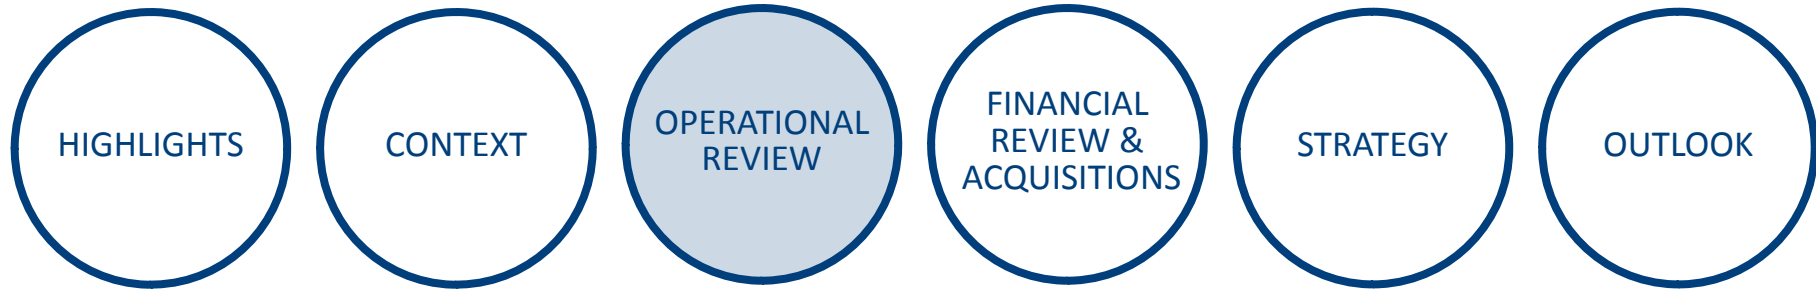 HIGHLIGHTS
CONTEXT
OPERATIONAL
REVIEW
FINANCIAL
REVIEW &
ACQUISITIONS
STRATEGY
OUTLOOK